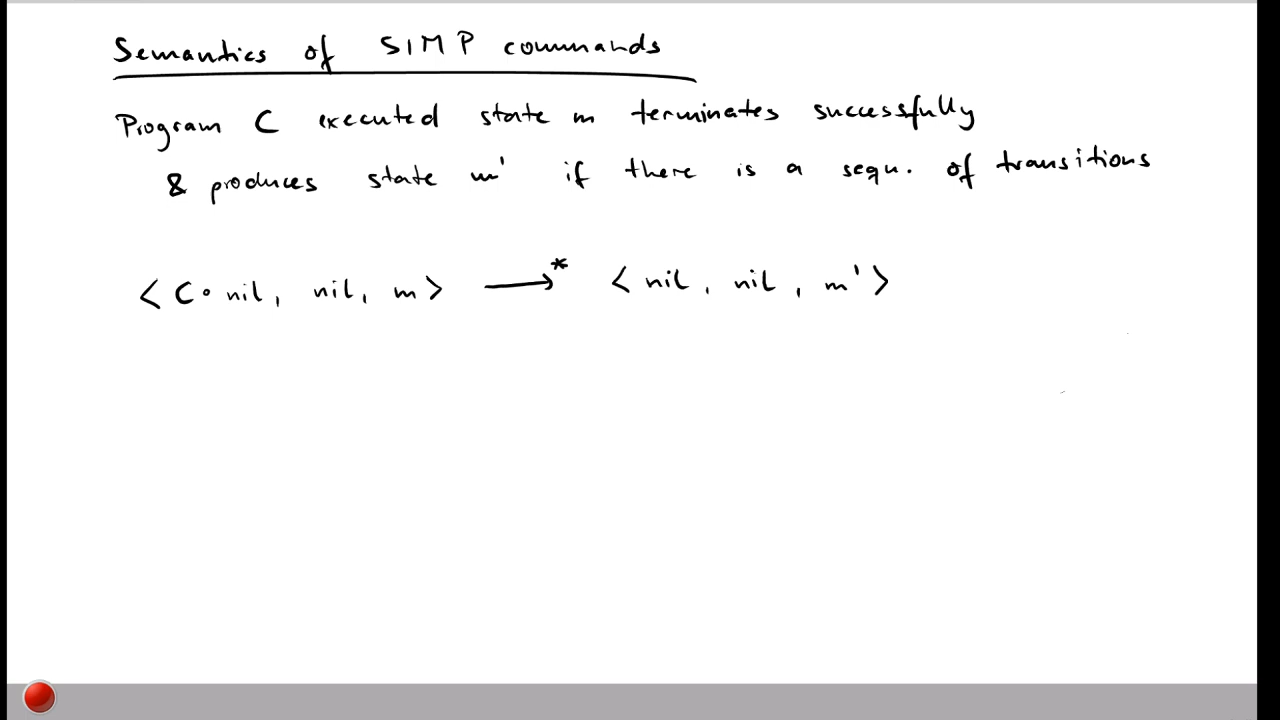 Semantics of SIMP commands
Program C executed state m terminates successfully
& produces state m' if there is a sequ. of transitions
< C ∘ nil, nil, m > →* < nil, nil, m' >